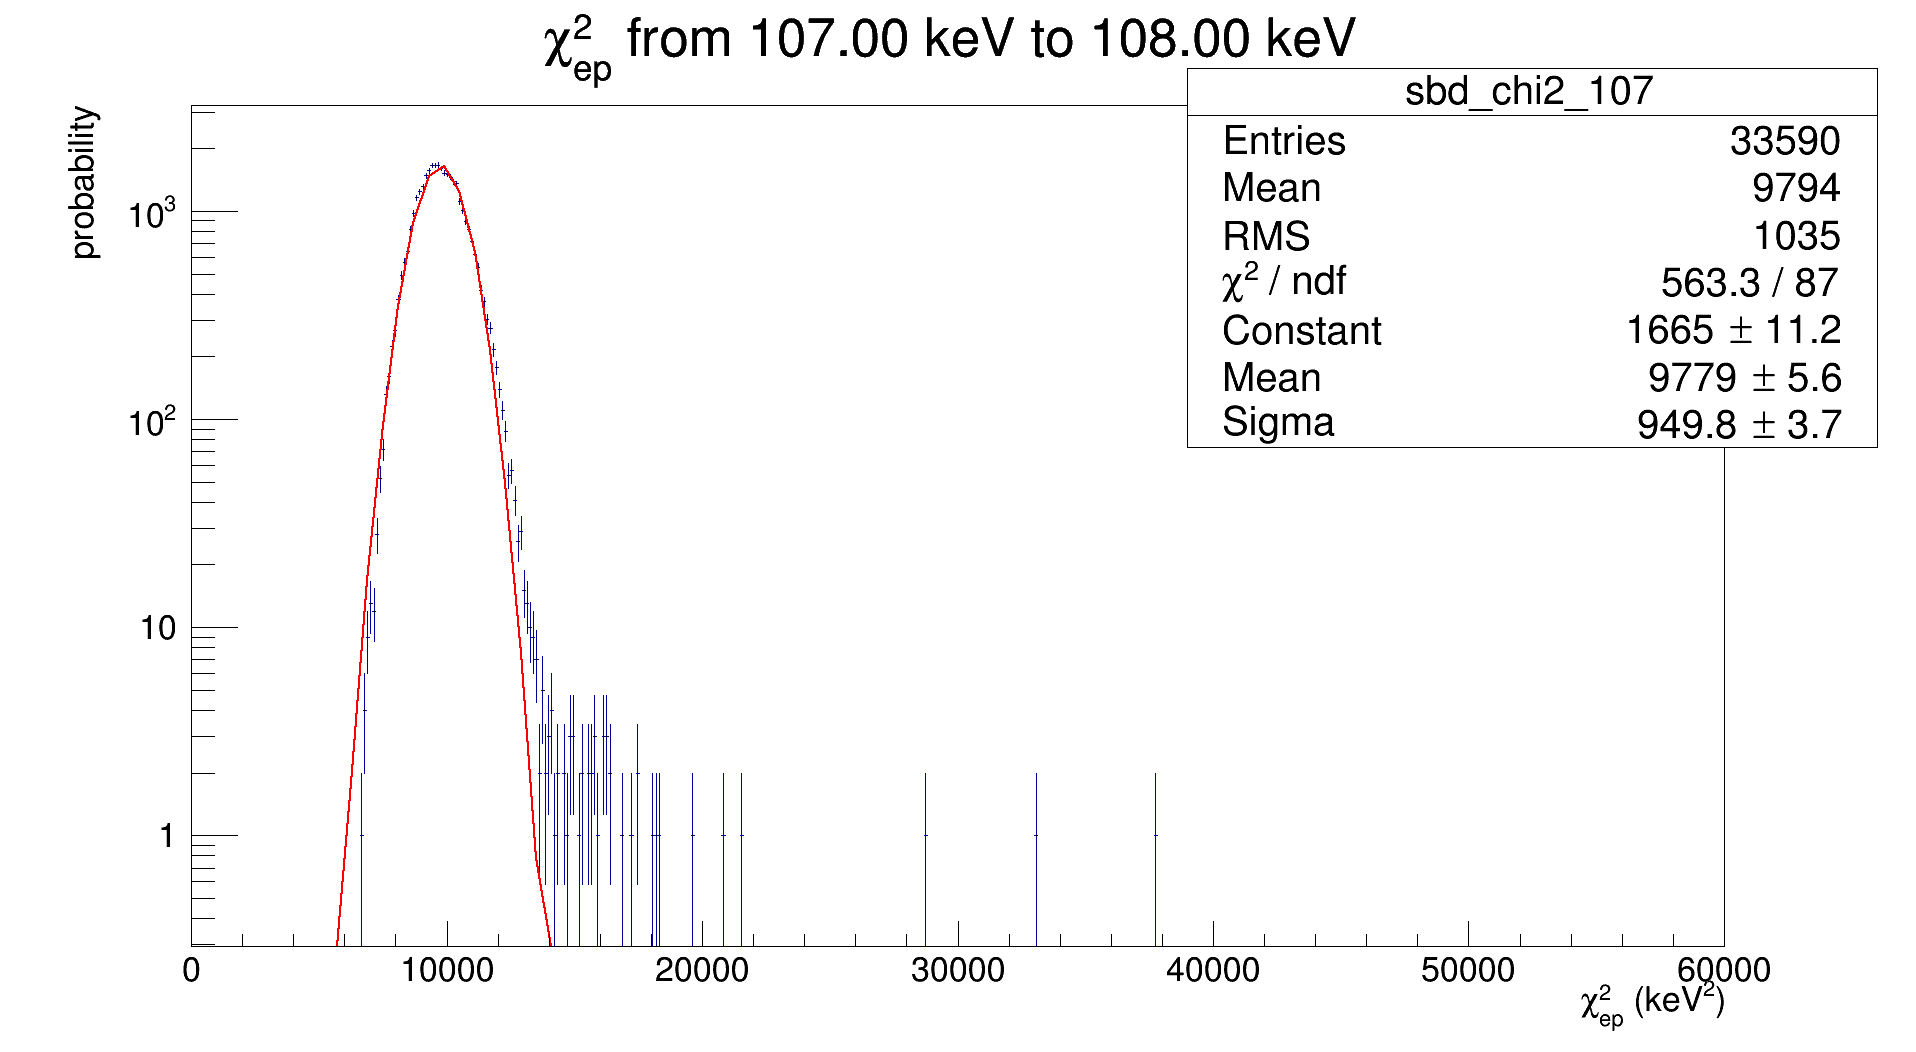 χ²ep from 107.00 keV to 108.00 keV
sbd_chi2_107
Entries 33590
Mean 9794
RMS 1035
χ² / ndf 563.3 / 87
Constant 1665 ± 11.2
Mean 9779 ± 5.6
Sigma 949.8 ± 3.7
probability
10³
10²
10
1
0 10000 20000 30000 40000 50000 60000
χ²ep (keV²)